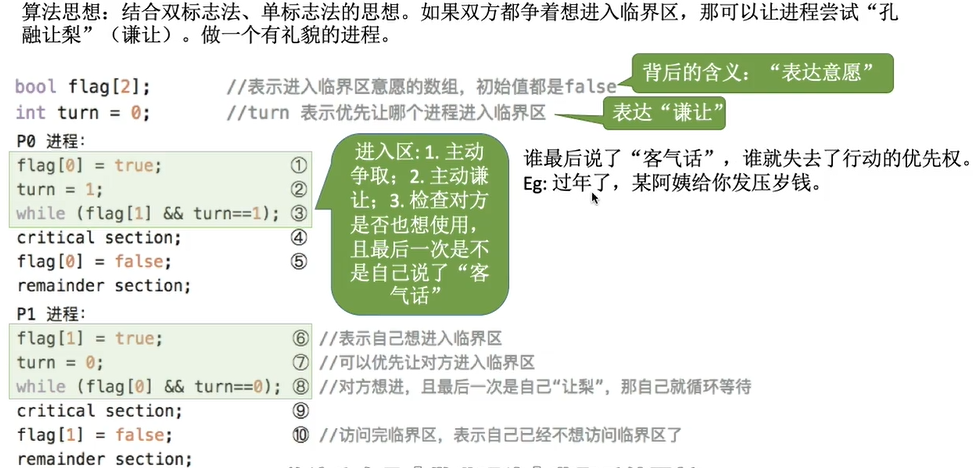 算法思想：结合双标志法、单标志法的思想。如果双方都争着想进入临界区，那可以让进程尝试“孔
融让梨”（谦让）。做一个有礼貌的进程。
背后的含义：“表达意愿”
bool flag[2]; //表示进入临界区意愿的数组，初始值都是false
int turn = 0; //turn 表示优先让哪个进程进入临界区
表达“谦让”
P0 进程：
flag[0] = true; ①
turn = 1; ②
while (flag[1] && turn==1); ③
critical section; ④
flag[0] = false; ⑤
remainder section;
进入区：1. 主动
争取；2. 主动谦
让；3. 检查对方
是否也想使用，
且最后一次是不
是自己说了“客
气话”
谁最后说了“客气话”，谁就失去了行动的优先权。
Eg: 过年了，某阿姨给你发压岁钱。
P1 进程：
flag[1] = true; ⑥ //表示自己想进入临界区
turn = 0; ⑦ //可以优先让对方进入临界区
while (flag[0] && turn==0); ⑧ //对方想进，且最后一次是自己“让梨”，那自己就循环等待
critical section; ⑨
flag[1] = false; ⑩ //访问完临界区，表示自己已经不想访问临界区了
remainder section;